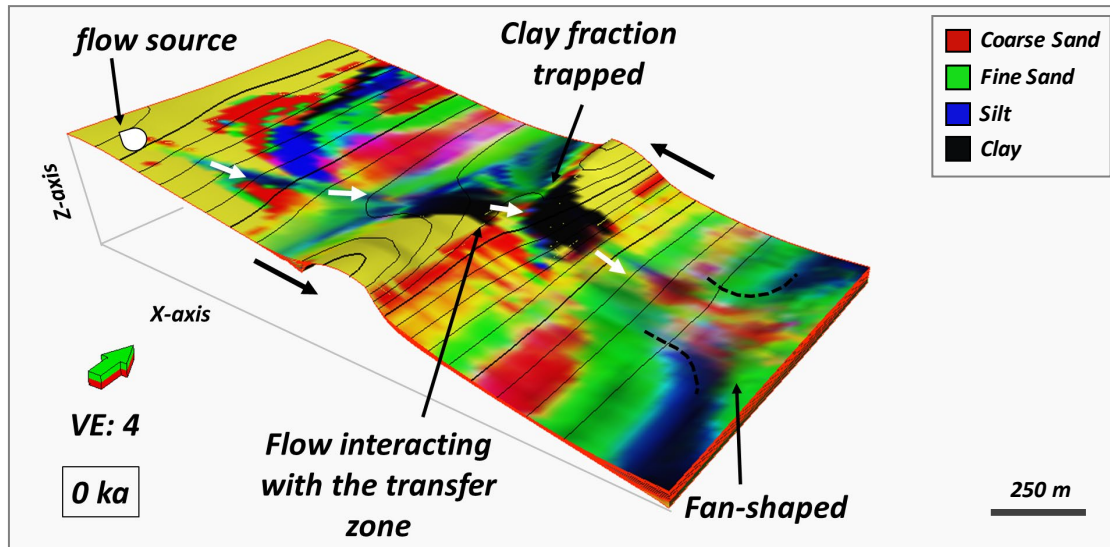 flow source
Clay fraction
trapped
Coarse Sand
Fine Sand
Silt
Clay
Z-axis
X-axis
VE: 4
0 ka
Flow interacting
with the transfer
zone
Fan-shaped
250 m